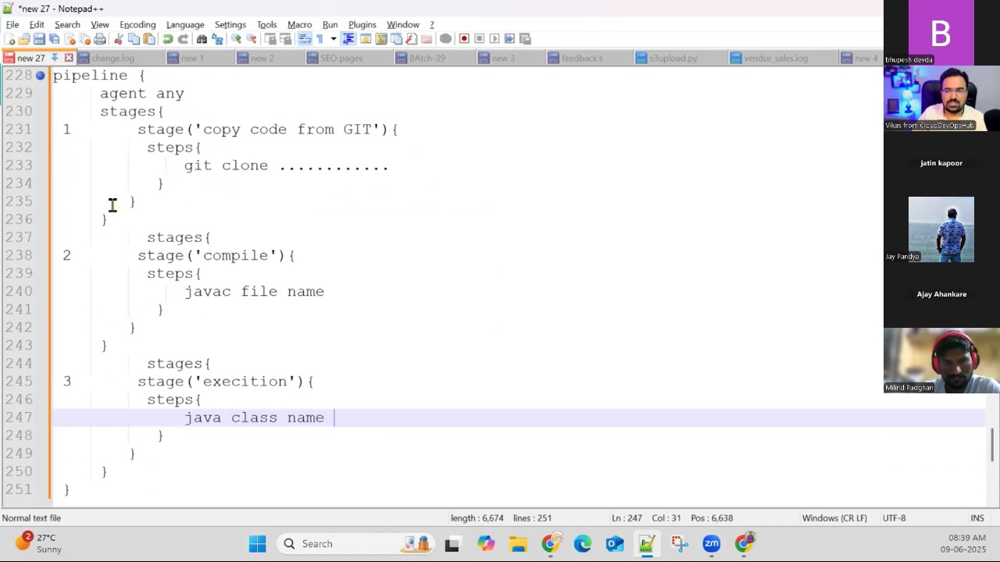 *new 27 - Notepad++
File Edit Search View Encoding Language Settings Tools Macro Run Plugins Window ?
new 27 change.log new 1 new 2 SEO pages BAtch-39 new 3 feedback's s3upload.py vendor_sales.log new 4
228 pipeline {
229 agent any
230 stages{
231 1 stage('copy code from GIT'){
232 steps{
233 git clone ............
234 }
235 }
236 }
237 stages{
238 2 stage('compile'){
239 steps{
240 javac file name
241 }
242 }
243 }
244 stages{
245 3 stage('execition'){
246 steps{
247 java class name
248 }
249 }
250 }
251 }
Normal text file length : 6,674 lines : 251 Ln : 247 Col : 31 Pos : 6,638 Windows (CR LF) UTF-8 INS
2 27°C
Sunny
Search
zm
08:39 AM
09-06-2025
B
bhupesh devda
Vikas from CloudDevOpsHub
jatin kapoor
Jay Pandya
Ajay Ahankare
Milind Padghan